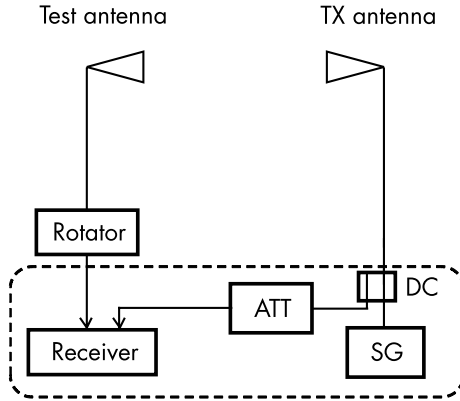 Test antenna
TX antenna
Rotator
DC
ATT
Receiver
SG